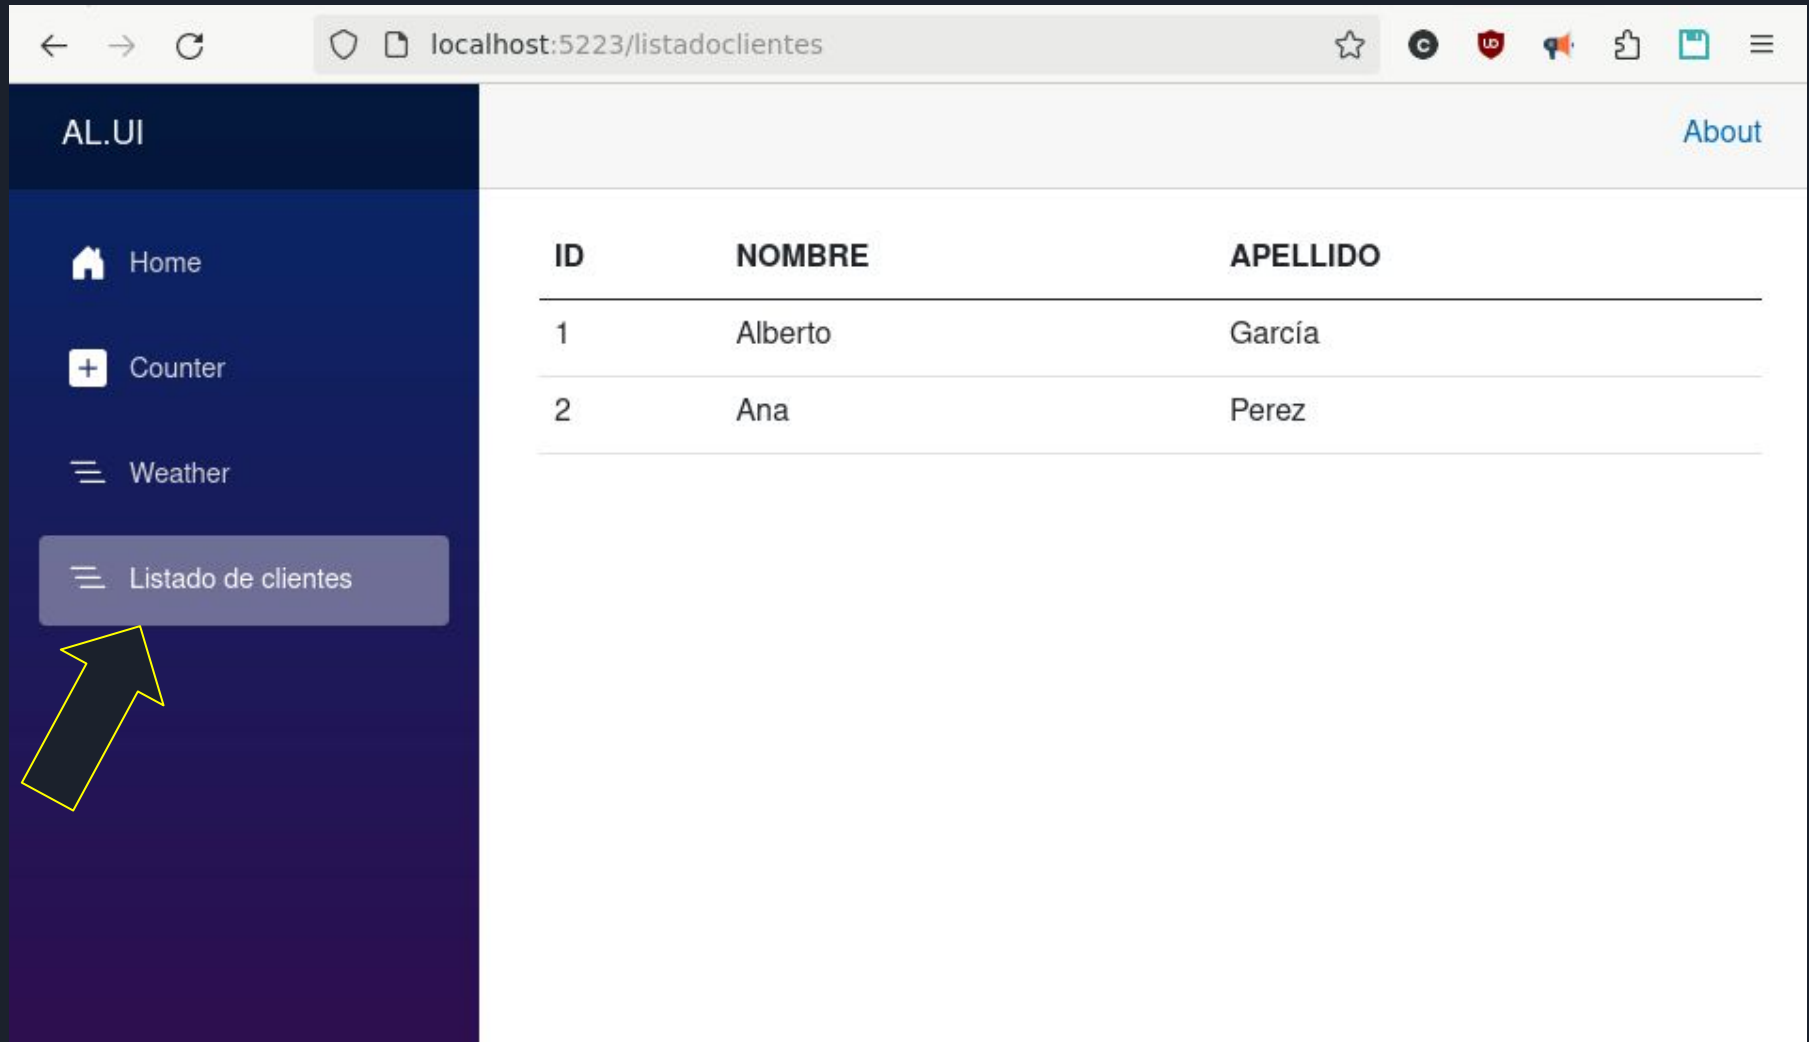 localhost:5223/listadoclientes
AL.UI
About
Home
Counter
Weather
Listado de clientes
ID NOMBRE APELLIDO
1 Alberto García
2 Ana Perez